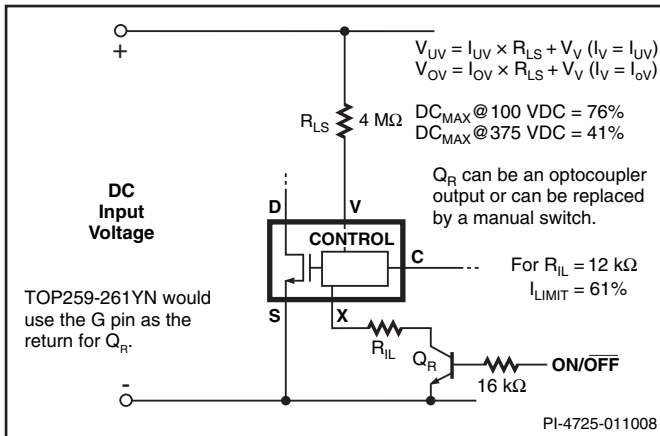 +
V_UV = I_UV × R_LS + V_V (I_V = I_UV)
V_OV = I_OV × R_LS + V_V (I_V = I_oV)
R_LS
4 MΩ
DC_MAX@100 VDC = 76%
DC_MAX@375 VDC = 41%
DC
Input
Voltage
Q_R can be an optocoupler
output or can be replaced
by a manual switch.
D
V
CONTROL
C
S
X
For R_IL = 12 kΩ
I_LIMIT = 61%
TOP259-261YN would
use the G pin as the
return for Q_R.
R_IL
Q_R
16 kΩ
ON/OFF
-
PI-4725-011008